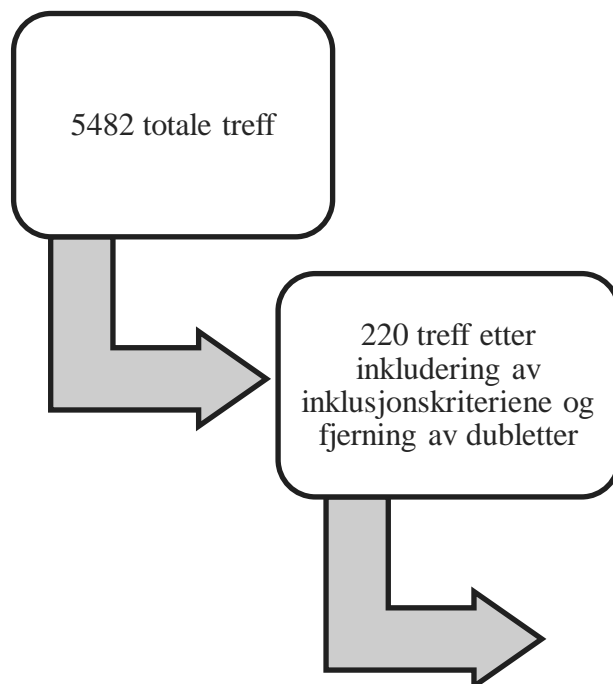 5482 totale treff
220 treff etter
inkludering av
inklusjonskriteriene og
fjerning av dubletter